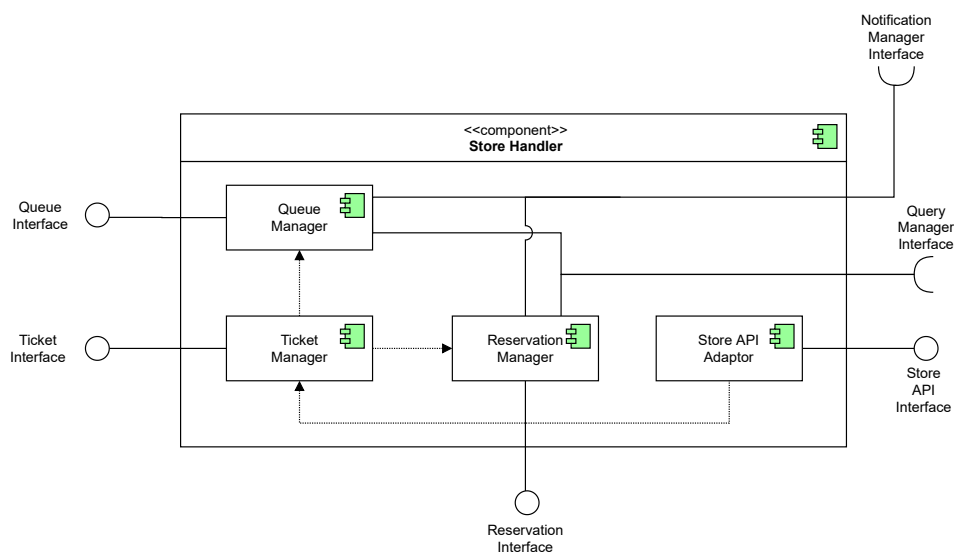 Notification
Manager
Interface
<<component>>
Store Handler
Queue
Interface
Queue
Manager
Query
Manager
Interface
Ticket
Interface
Ticket
Manager
Reservation
Manager
Store API
Adaptor
Store
API
Interface
Reservation
Interface